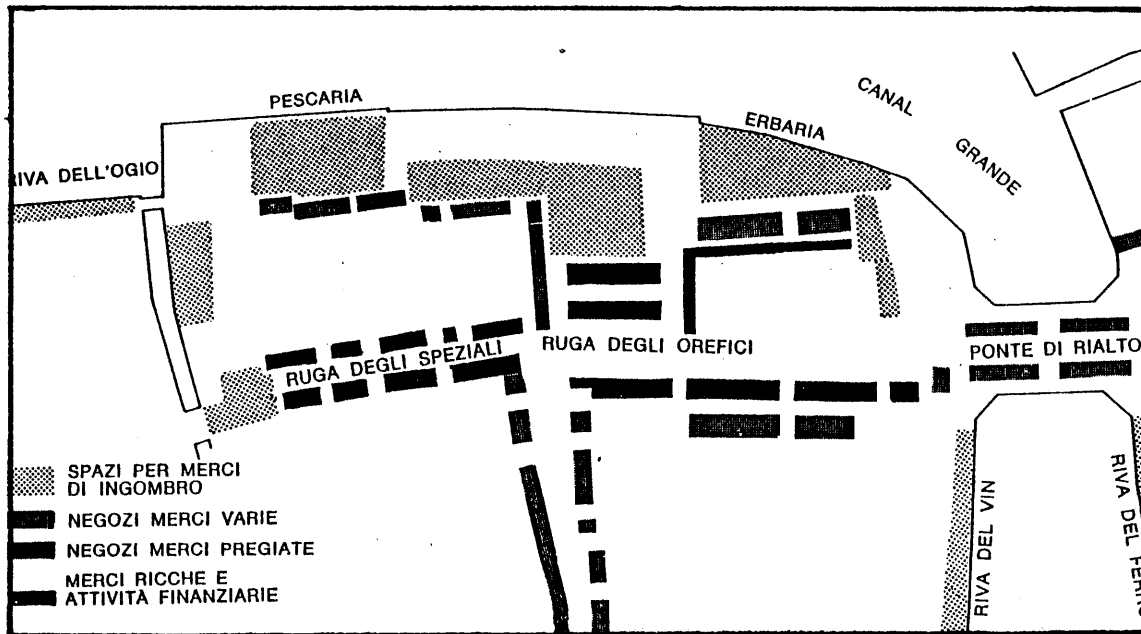 CANAL
GRANDE
PESCARIA
ERBARIA
RIVA DELL'OGIO
RUGA DEGLI SPEZIALI
RUGA DEGLI OREFICI
PONTE DI RIALTO
RIVA DEL VIN
RIVA DEL FERRO
SPAZI PER MERCI
DI INGOMBRO
NEGOZI MERCI VARIE
NEGOZI MERCI PREGIATE
MERCI RICCHE E
ATTIVITÀ FINANZIARIE